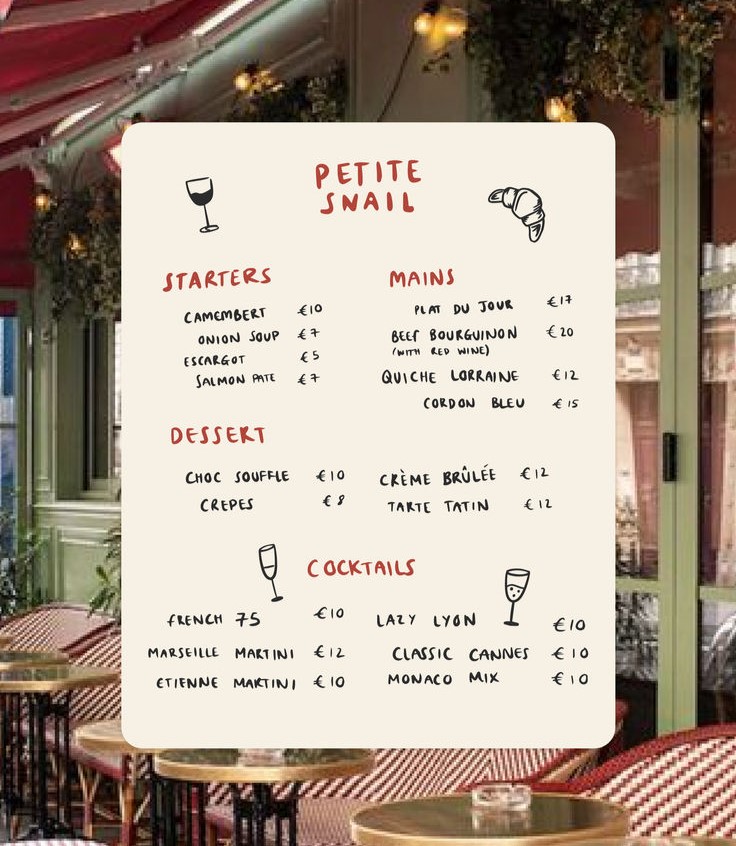 PETITE
SNAIL
STARTERS
CAMEMBERT €10
ONION SOUP €7
ESCARGOT €5
SALMON PATE €7
MAINS
PLAT DU JOUR €17
BEEF BOURGUINON €20
(WITH RED WINE)
QUICHE LORRAINE €12
CORDON BLEU €15
DESSERT
CHOC SOUFFLE €10
CREPES €8
CRÈME BRÛLÉE €12
TARTE TATIN €12
COCKTAILS
FRENCH 75 €10
MARSEILLE MARTINI €12
ETIENNE MARTINI €10
LAZY LYON €10
CLASSIC CANNES €10
MONACO MIX €10